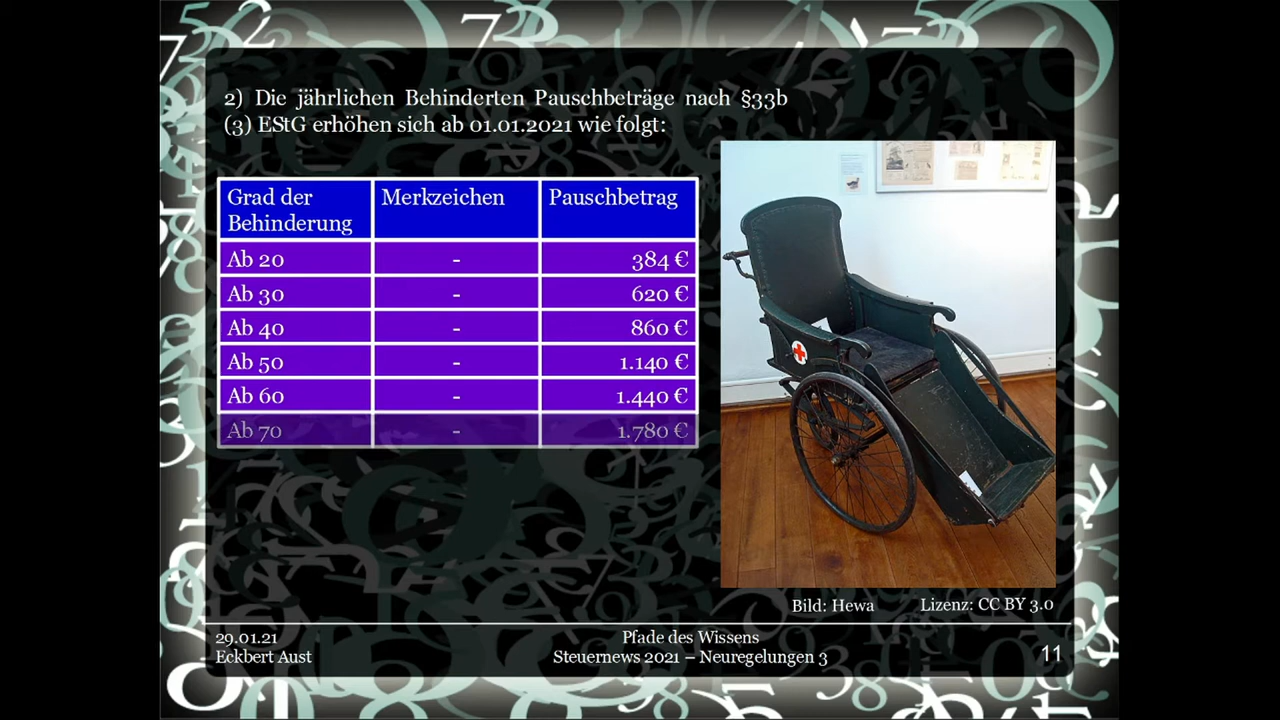 2) Die jährlichen Behinderten Pauschbeträge nach §33b
(3) EStG erhöhen sich ab 01.01.2021 wie folgt:
Grad der Behinderung Merkzeichen Pauschbetrag
Ab 20 - 384 €
Ab 30 - 620 €
Ab 40 - 860 €
Ab 50 - 1.140 €
Ab 60 - 1.440 €
Ab 70 - 1.780 €
Bild: Hewa Lizenz: CC BY 3.0
29.01.21
Eckbert Aust
Pfade des Wissens
Steuernews 2021 – Neuregelungen 3
11